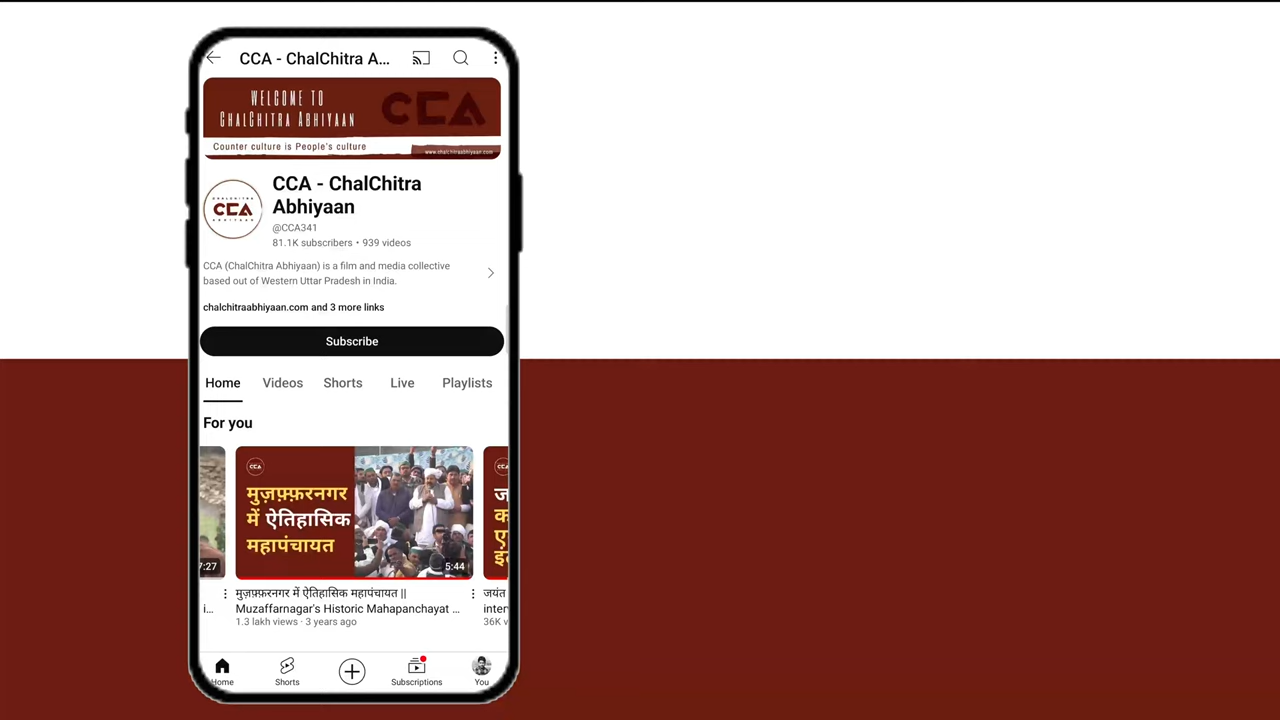 CCA - ChalChitra A...
WELCOME TO
CHALCHITRA ABHIYAAN
CCA
Counter culture is People's culture
www.chalchitraabhiyaan.com
CHALCHITRA
CCA
ABHIYAAN
CCA - ChalChitra
Abhiyaan
@CCA341
81.1K subscribers • 939 videos
CCA (ChalChitra Abhiyaan) is a film and media collective
based out of Western Uttar Pradesh in India.
chalchitraabhiyaan.com and 3 more links
Subscribe
Home Videos Shorts Live Playlists
For you
CCA
मुज़फ़्फ़रनगर
में ऐतिहासिक
महापंचायत
7:27
5:44
CCA
ज
क
ए
इं
i...
मुज़फ़्फ़रनगर में ऐतिहासिक महापंचायत ||
Muzaffarnagar's Historic Mahapanchayat ...
1.3 lakh views · 3 years ago
जयंत
inter
36K v
Home Shorts Subscriptions You